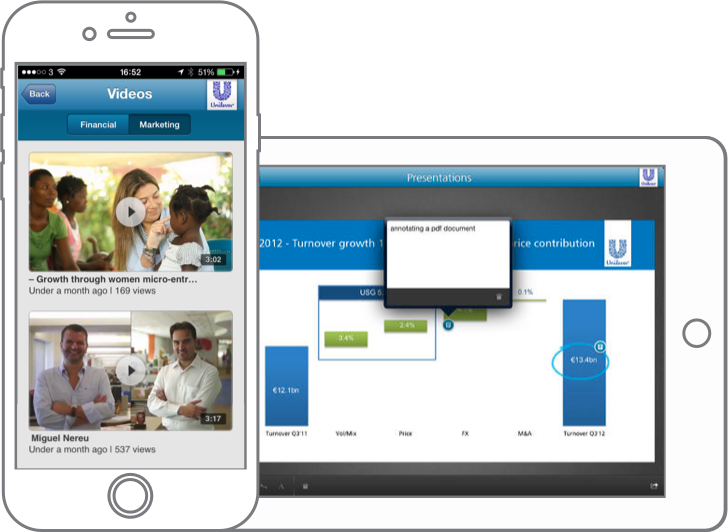 3
16:52
51%
Back
Videos
Unilever
Financial
Marketing
3:02
– Growth through women micro-entr...
Under a month ago | 169 views
3:17
Miguel Nereu
Under a month ago | 537 views
Presentations
Unilever
2012 - Turnover growth 1
rice contribution
Unilever
annotating a pdf document
USG 5.
0.1%
2.4%
3.4%
€13.4bn
€12.1bn
Turnover Q3'11
Vol/Mix
Price
FX
M&A
Turnover Q3'12